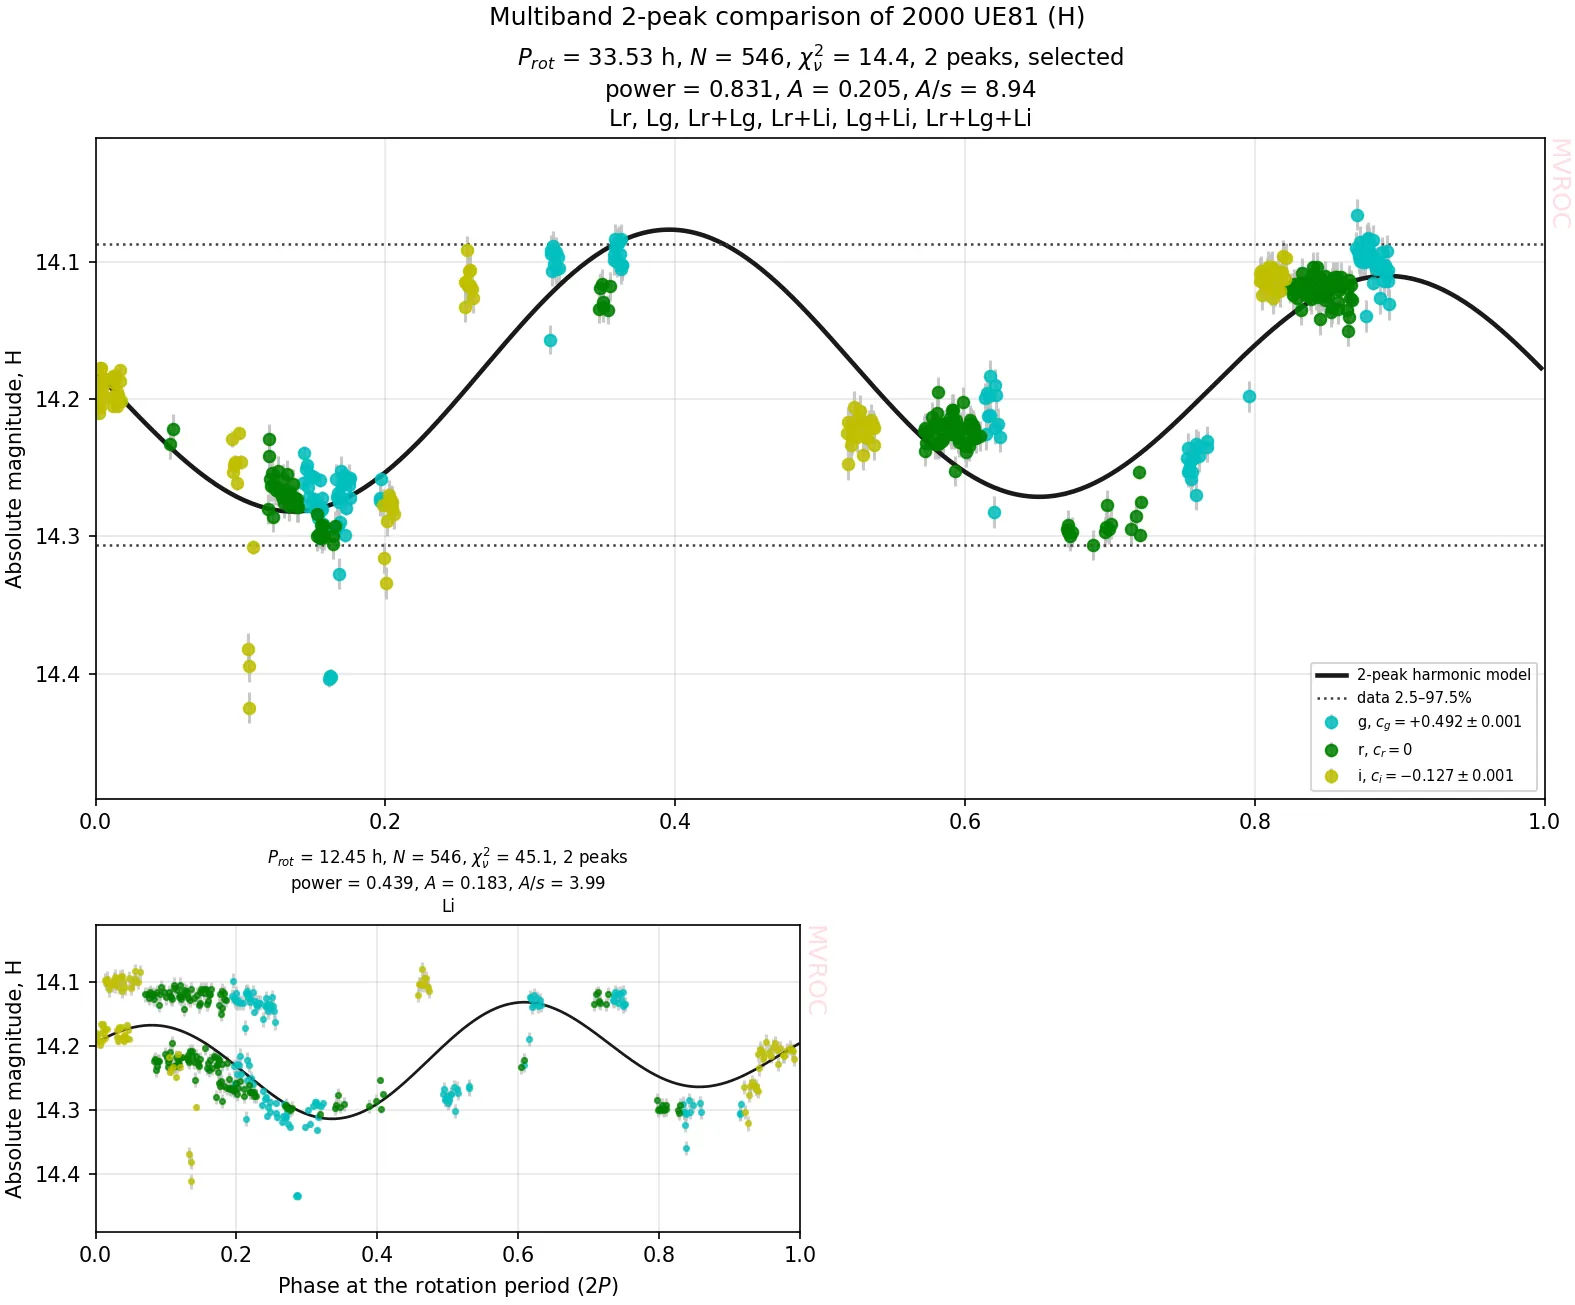 Multiband 2-peak comparison of 2000 UE81 (H)
P_rot = 33.53 h, N = 546, χ²_ν = 14.4, 2 peaks, selected
power = 0.831, A = 0.205, A/s = 8.94
Lr, Lg, Lr+Lg, Lr+Li, Lg+Li, Lr+Lg+Li
MVROC
Absolute magnitude, H
14.1
14.2
14.3
14.4
2-peak harmonic model
data 2.5–97.5%
g, c_g = +0.492 ± 0.001
r, c_r = 0
i, c_i = −0.127 ± 0.001
0.0 0.2 0.4 0.6 0.8 1.0
P_rot = 12.45 h, N = 546, χ²_ν = 45.1, 2 peaks
power = 0.439, A = 0.183, A/s = 3.99
Li
MVROC
Absolute magnitude, H
14.1
14.2
14.3
14.4
0.0 0.2 0.4 0.6 0.8 1.0
Phase at the rotation period (2P)